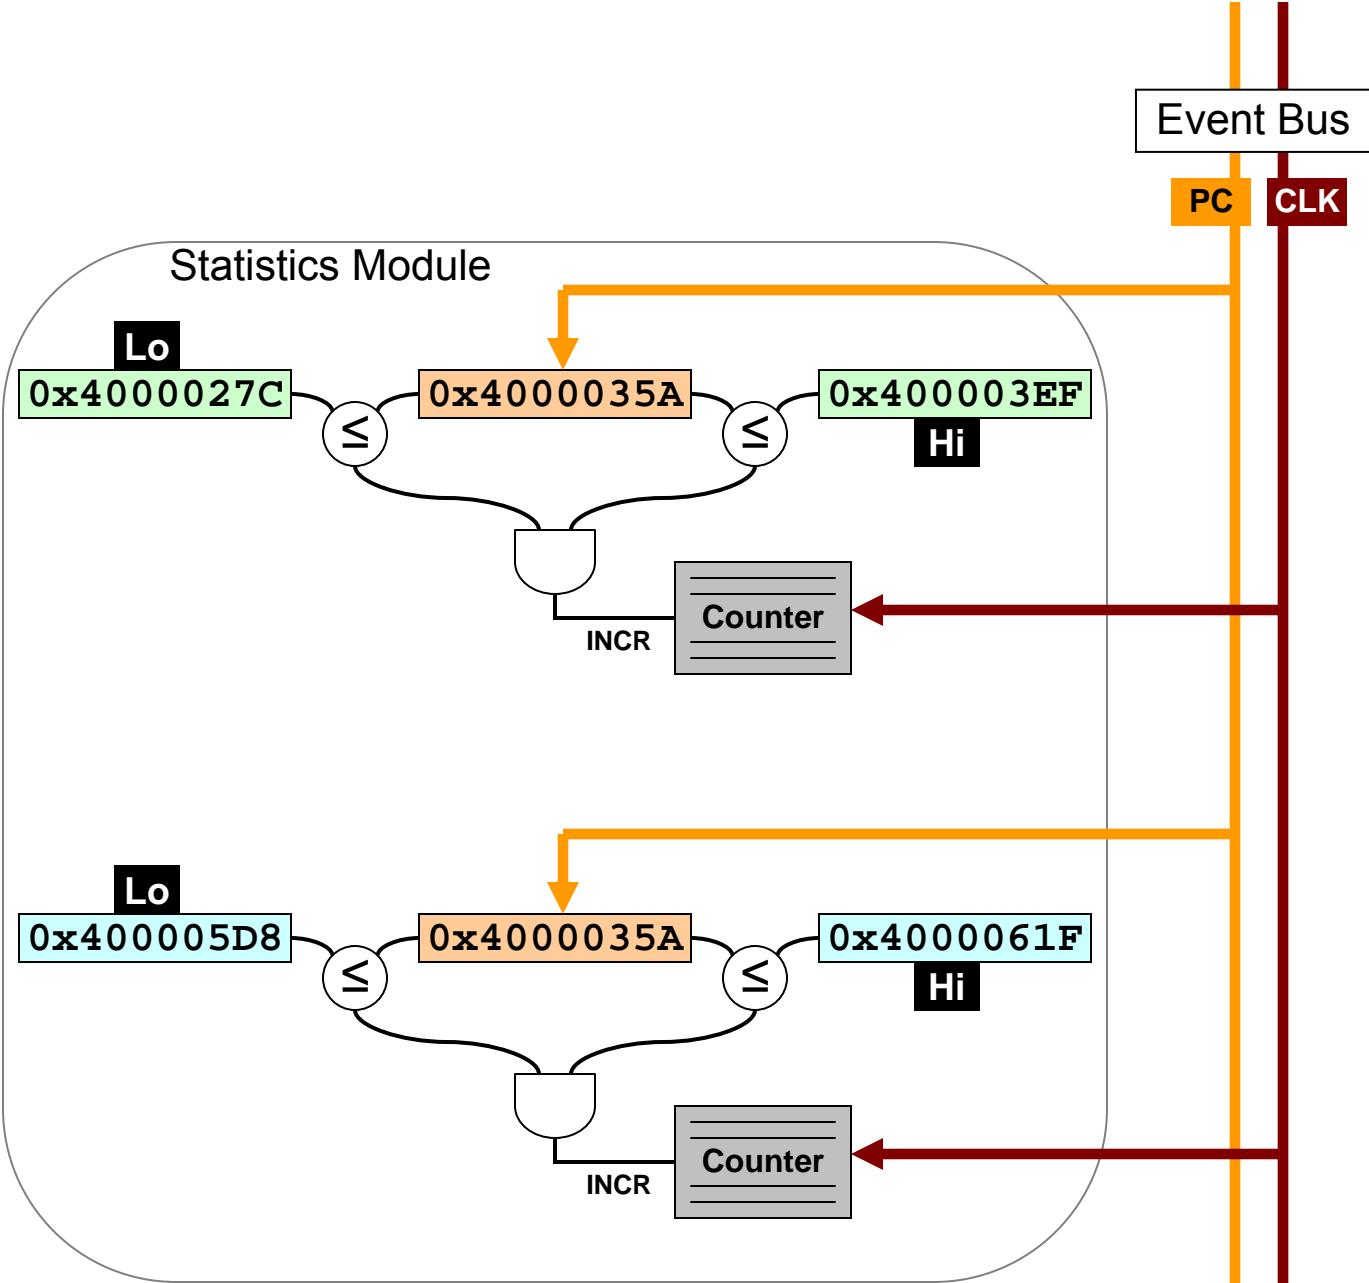 Event Bus
PC CLK
Statistics Module
Lo
0x4000027C 0x4000035A 0x400003EF
≤ ≤
Hi
Counter
INCR
Lo
0x400005D8 0x4000035A 0x4000061F
≤ ≤
Hi
Counter
INCR